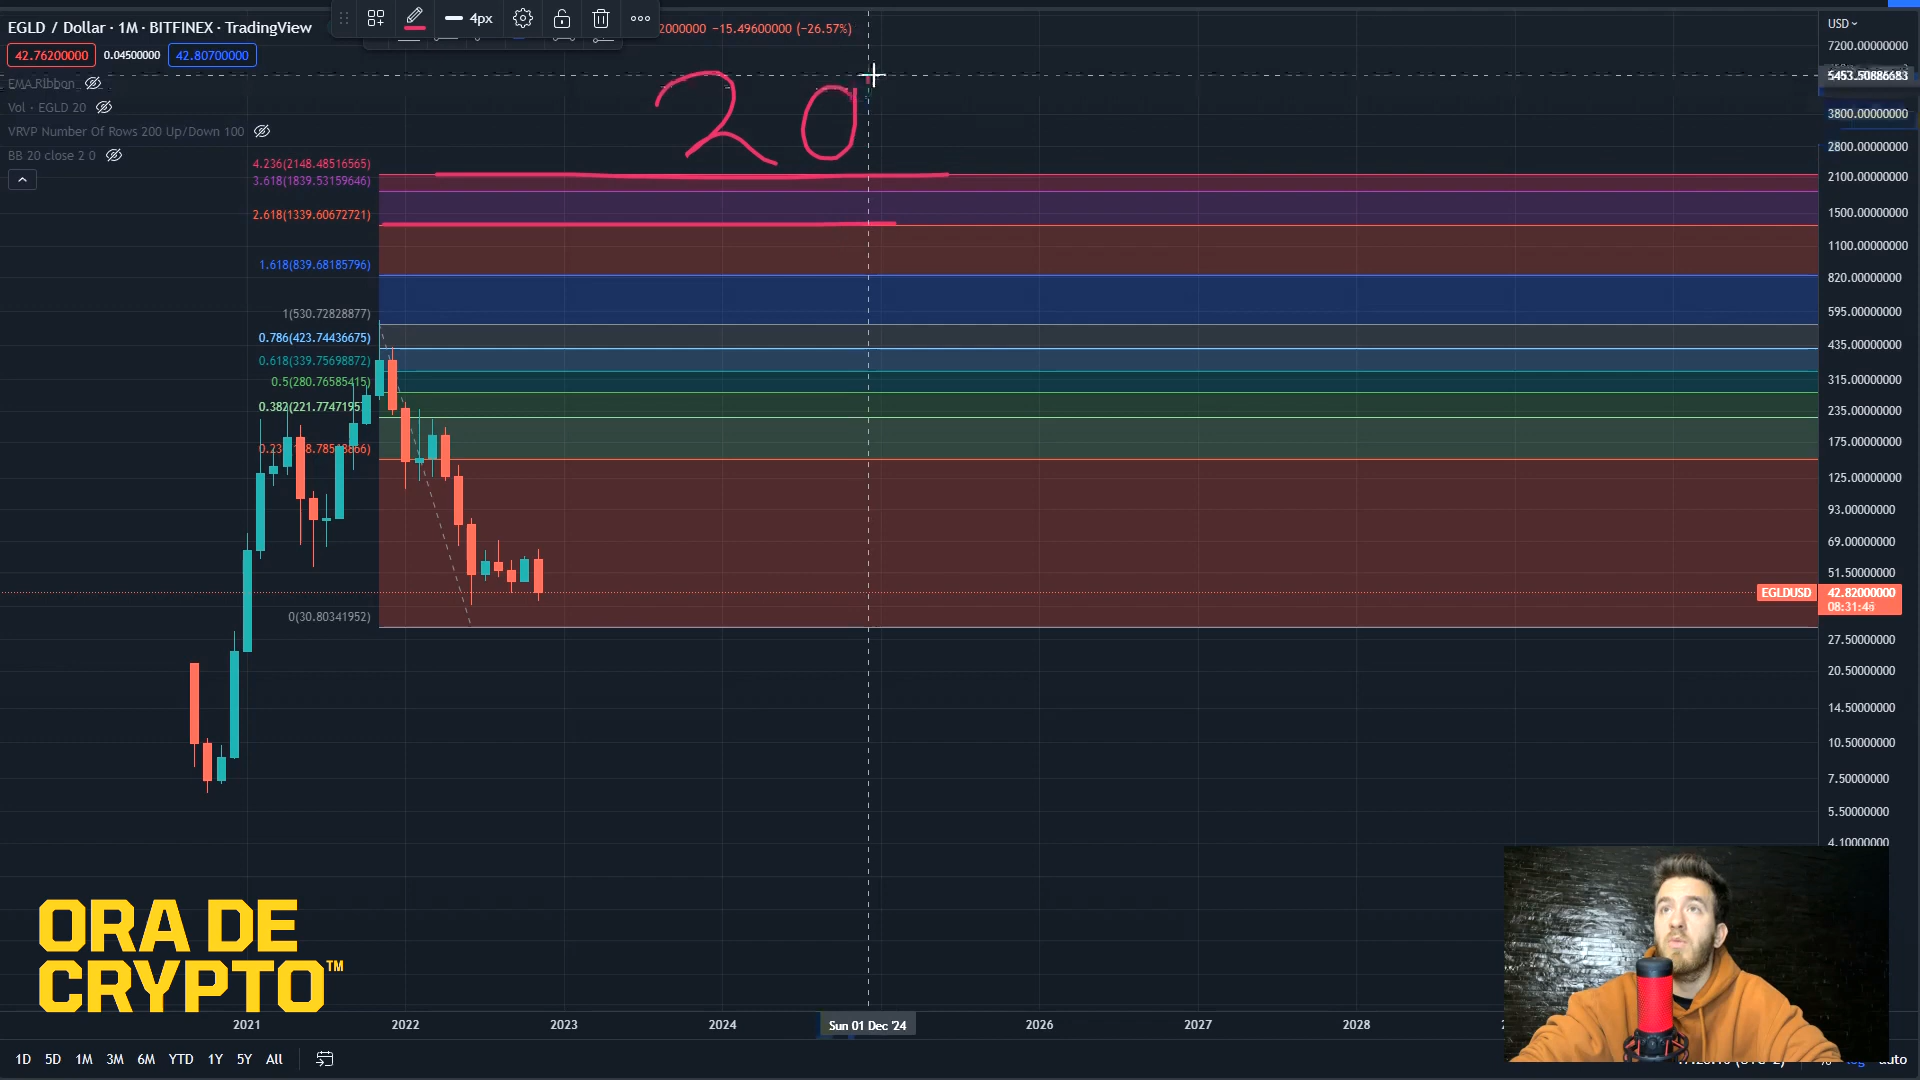 EGLD / Dollar · 1M · BITFINEX · TradingView
4px
2000000 −15.49600000 (−26.57%)
USD
42.76200000 0.04500000 42.80700000
EMA Ribbon
Vol · EGLD 20
VRVP Number Of Rows 200 Up/Down 100
BB 20 close 2 0
20
7200.00000000
5453.50886683
3800.00000000
2800.00000000
2100.00000000
1500.00000000
1100.00000000
820.00000000
595.00000000
435.00000000
315.00000000
235.00000000
175.00000000
125.00000000
93.00000000
69.00000000
51.50000000
EGLDUSD 42.82000000
08:31:46
27.50000000
20.50000000
14.50000000
10.50000000
7.50000000
5.50000000
4.10000000
4.236(2148.48516565)
3.618(1839.53159646)
2.618(1339.60672721)
1.618(839.68185796)
1(530.72828877)
0.786(423.74436675)
0.618(339.75698872)
0.5(280.76585415)
0.382(221.7747195
0(30.80341952)
ORA DE
CRYPTO™
2021 2022 2023 2024 Sun 01 Dec '24 2026 2027 2028
1D 5D 1M 3M 6M YTD 1Y 5Y All
% log auto